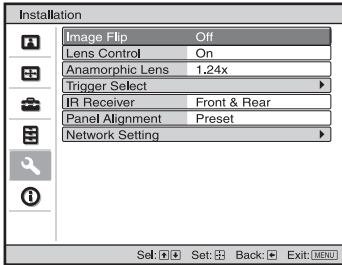 Installation
Image Flip Off
Lens Control On
Anamorphic Lens 1.24x
Trigger Select
IR Receiver Front & Rear
Panel Alignment Preset
Network Setting
Sel: Set: Back: Exit: MENU